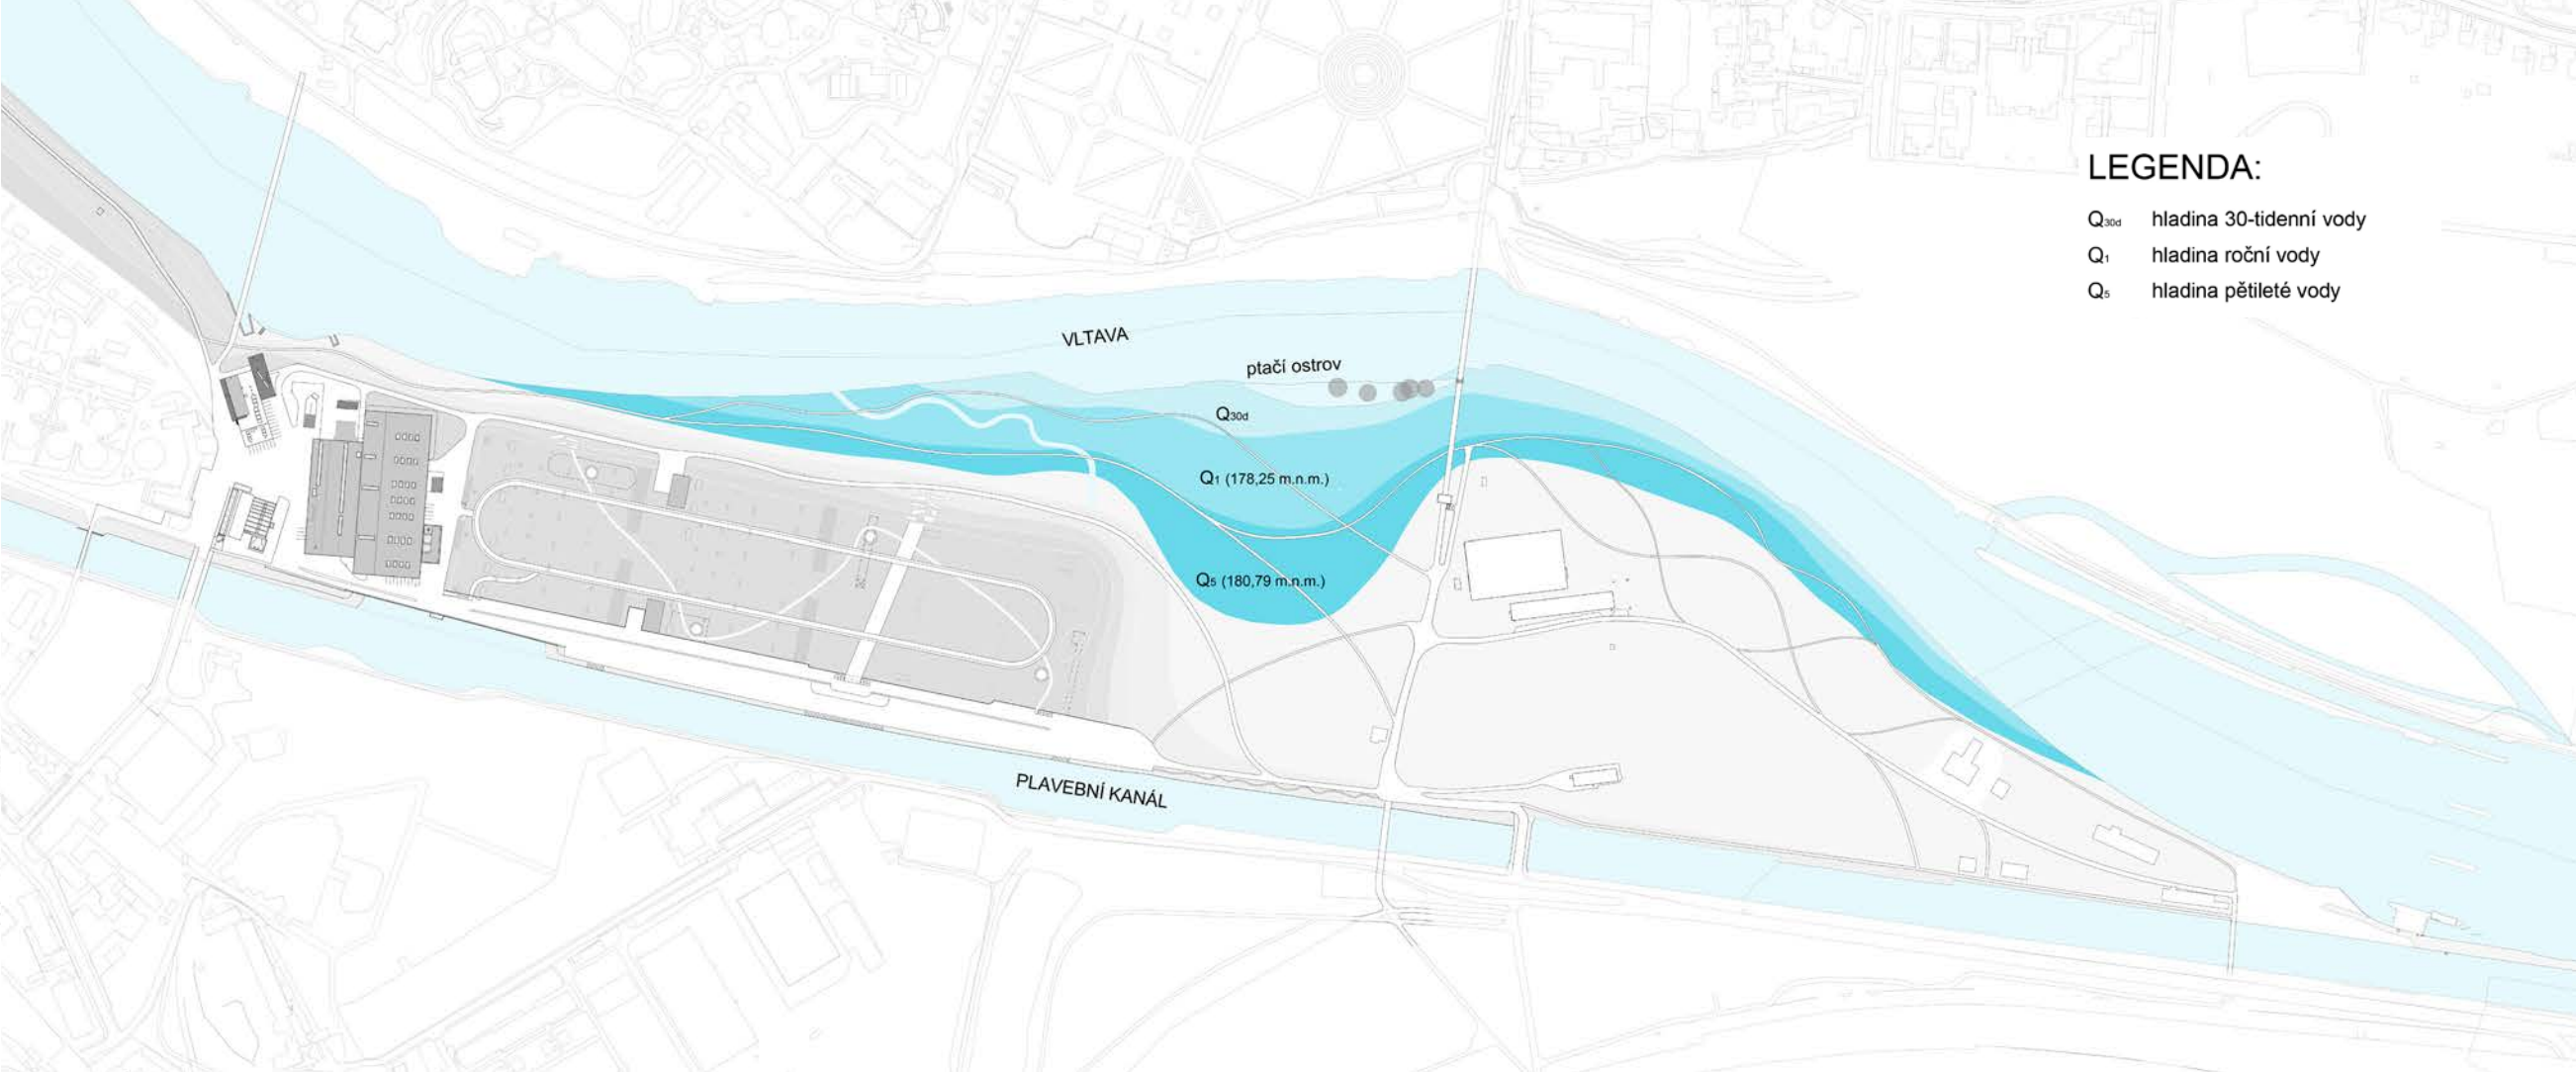 LEGENDA:
Q30d hladina 30-tidenní vody
Q1 hladina roční vody
Q5 hladina pětileté vody
VLTAVA
ptačí ostrov
Q30d
Q1 (178,25 m.n.m.)
Q5 (180,79 m.n.m.)
PLAVEBNÍ KANÁL